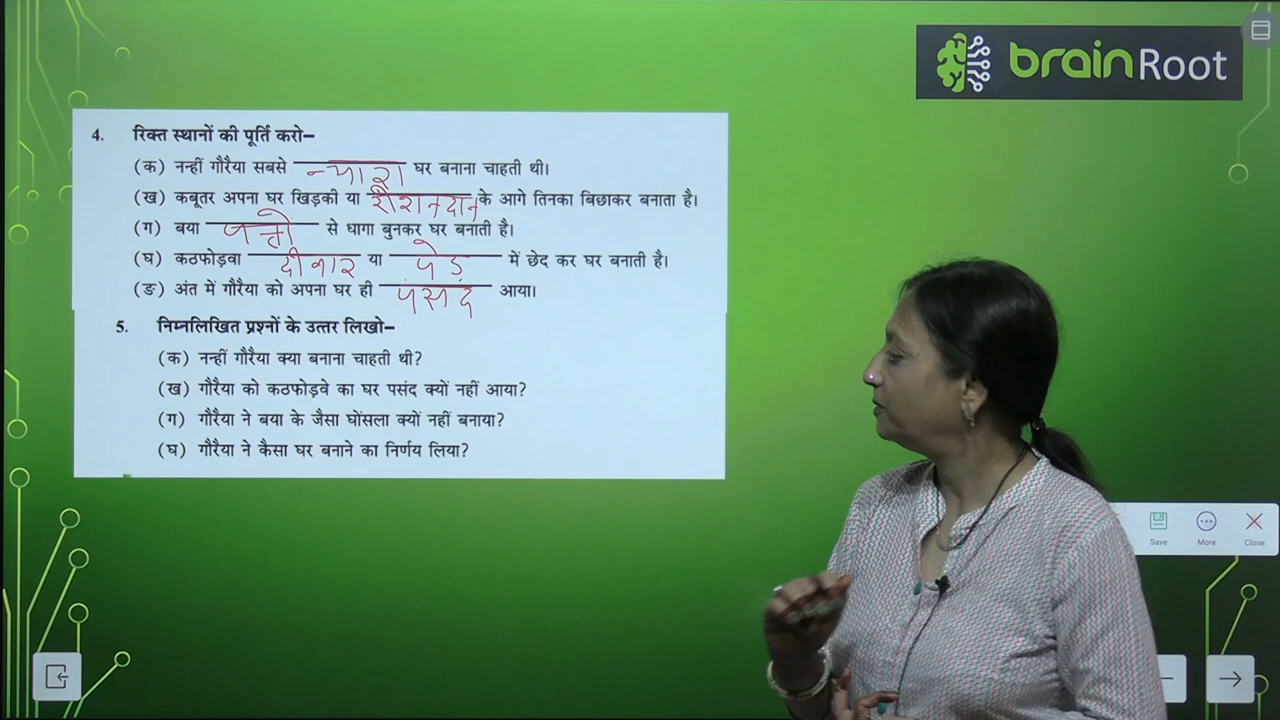 brainRoot
4. रिक्त स्थानों की पूर्ति करो–
(क) नन्हीं गौरैया सबसे न्यारा घर बनाना चाहती थी।
(ख) कबूतर अपना घर खिड़की या रोशनदान के आगे तिनका बिछाकर बनाता है।
(ग) बया पत्तों से धागा बुनकर घर बनाती है।
(घ) कठफोड़वा दीवार या पेड़ में छेद कर घर बनाती है।
(ङ) अंत में गौरैया को अपना घर ही पसंद आया।
5. निम्नलिखित प्रश्नों के उत्तर लिखो–
(क) नन्हीं गौरैया क्या बनाना चाहती थी?
(ख) गौरैया को कठफोड़वे का घर पसंद क्यों नहीं आया?
(ग) गौरैया ने बया के जैसा घोंसला क्यों नहीं बनाया?
(घ) गौरैया ने कैसा घर बनाने का निर्णय लिया?
Save More Close